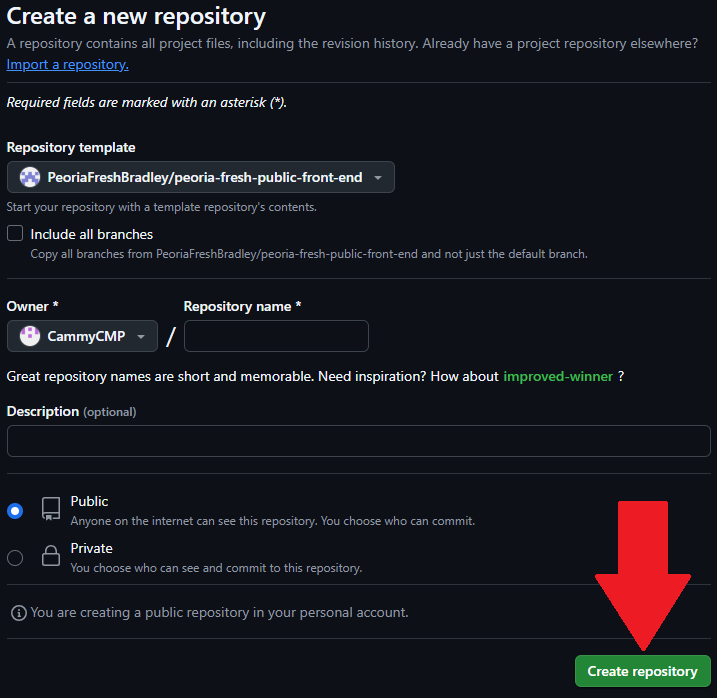 Create a new repository
A repository contains all project files, including the revision history. Already have a project repository elsewhere?
Import a repository.
Required fields are marked with an asterisk (*).
Repository template
PeoriaFreshBradley/peoria-fresh-public-front-end
Start your repository with a template repository's contents.
Include all branches
Copy all branches from PeoriaFreshBradley/peoria-fresh-public-front-end and not just the default branch.
Owner * Repository name *
CammyCMP /
Great repository names are short and memorable. Need inspiration? How about improved-winner ?
Description (optional)
Public
Anyone on the internet can see this repository. You choose who can commit.
Private
You choose who can see and commit to this repository.
You are creating a public repository in your personal account.
Create repository